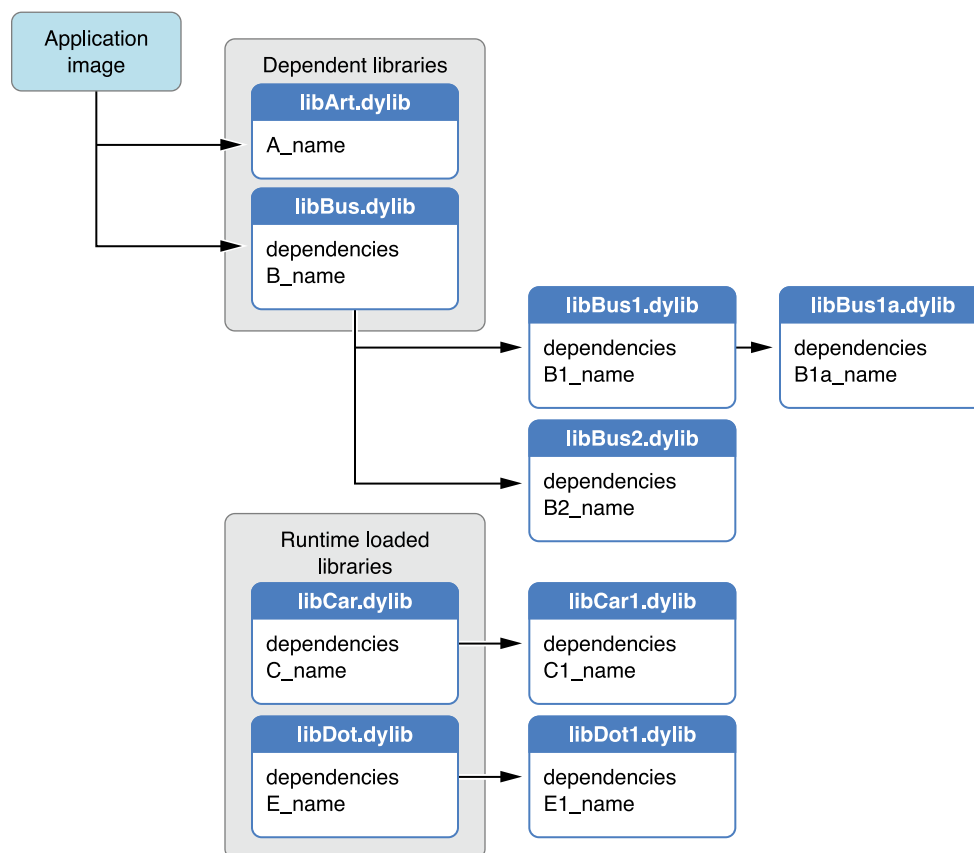 Application
image
Dependent libraries
libArt.dylib
A_name
libBus.dylib
dependencies
B_name
libBus1.dylib
dependencies
B1_name
libBus1a.dylib
dependencies
B1a_name
libBus2.dylib
dependencies
B2_name
Runtime loaded
libraries
libCar.dylib
dependencies
C_name
libCar1.dylib
dependencies
C1_name
libDot.dylib
dependencies
E_name
libDot1.dylib
dependencies
E1_name